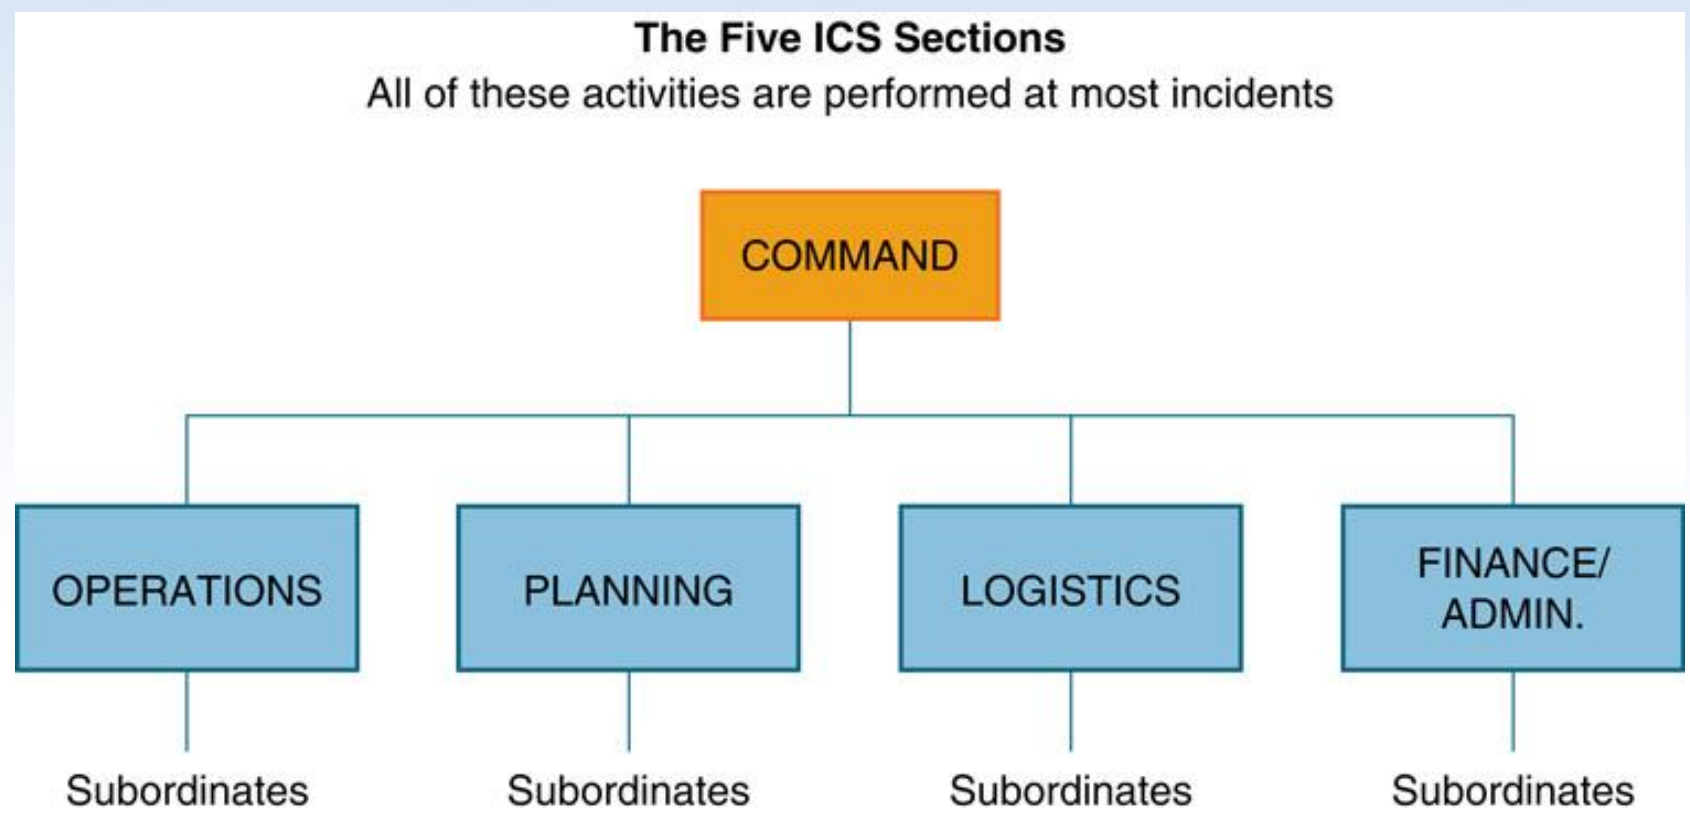 The Five ICS Sections
All of these activities are performed at most incidents
COMMAND
OPERATIONS
PLANNING
LOGISTICS
FINANCE/
ADMIN.
Subordinates
Subordinates
Subordinates
Subordinates